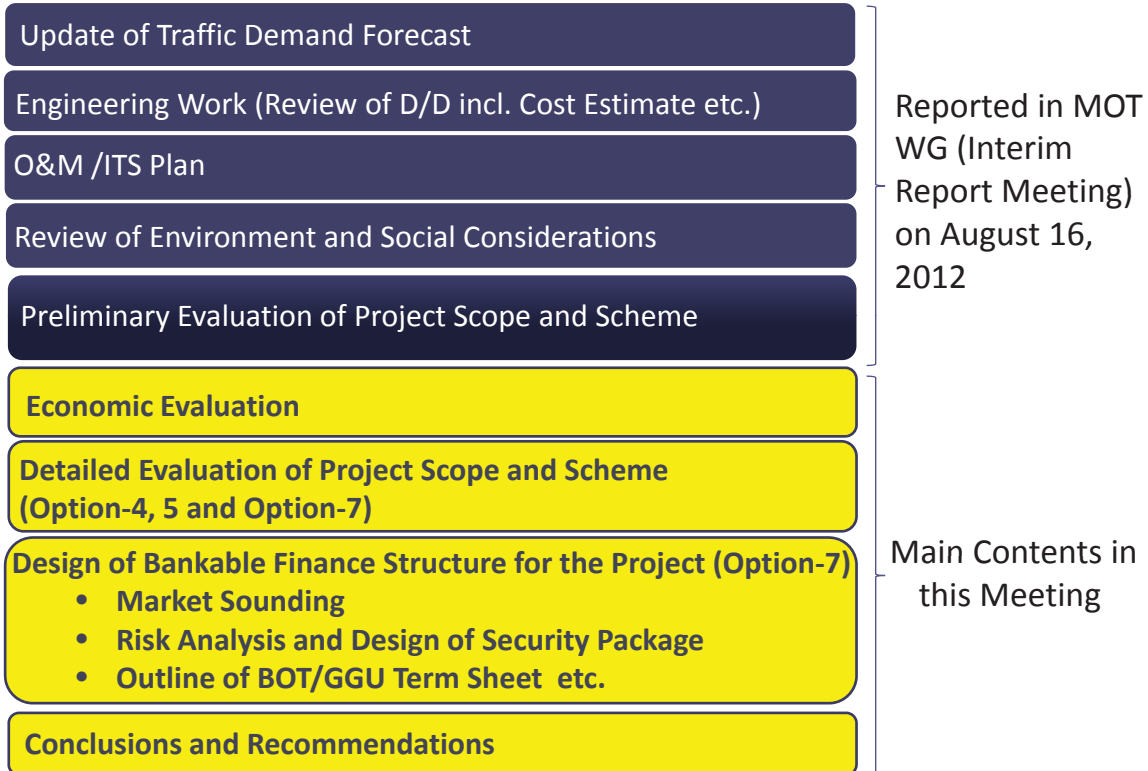 Update of Traffic Demand Forecast
Engineering Work (Review of D/D incl. Cost Estimate etc.)
O&M /ITS Plan
Review of Environment and Social Considerations
Preliminary Evaluation of Project Scope and Scheme
Reported in MOT
WG (Interim
Report Meeting)
on August 16,
2012
Economic Evaluation
Detailed Evaluation of Project Scope and Scheme
(Option-4, 5 and Option-7)
Design of Bankable Finance Structure for the Project (Option-7)
• Market Sounding
• Risk Analysis and Design of Security Package
• Outline of BOT/GGU Term Sheet etc.
Conclusions and Recommendations
Main Contents in
this Meeting